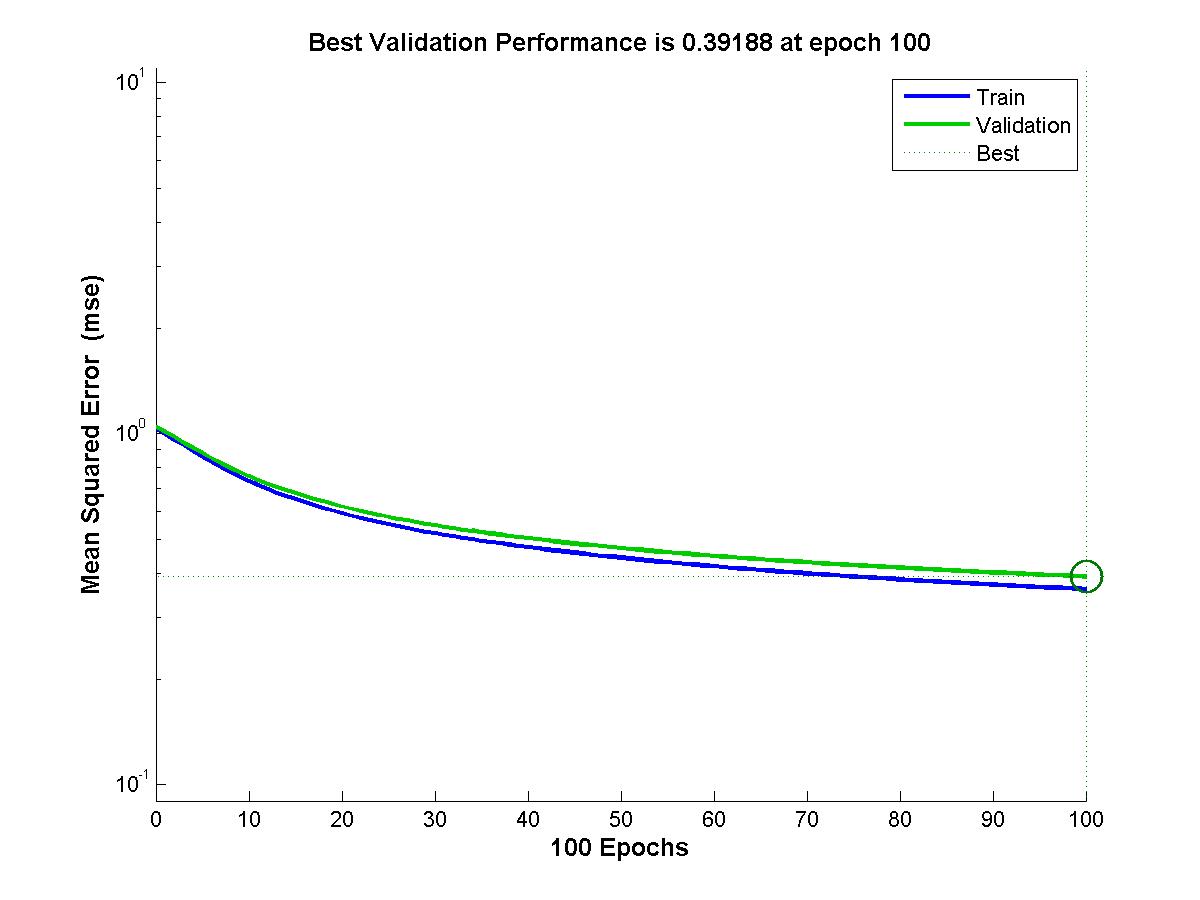 Best Validation Performance is 0.39188 at epoch 100
Train
Validation
Best
Mean Squared Error (mse)
10^1
10^0
10^-1
0 10 20 30 40 50 60 70 80 90 100
100 Epochs